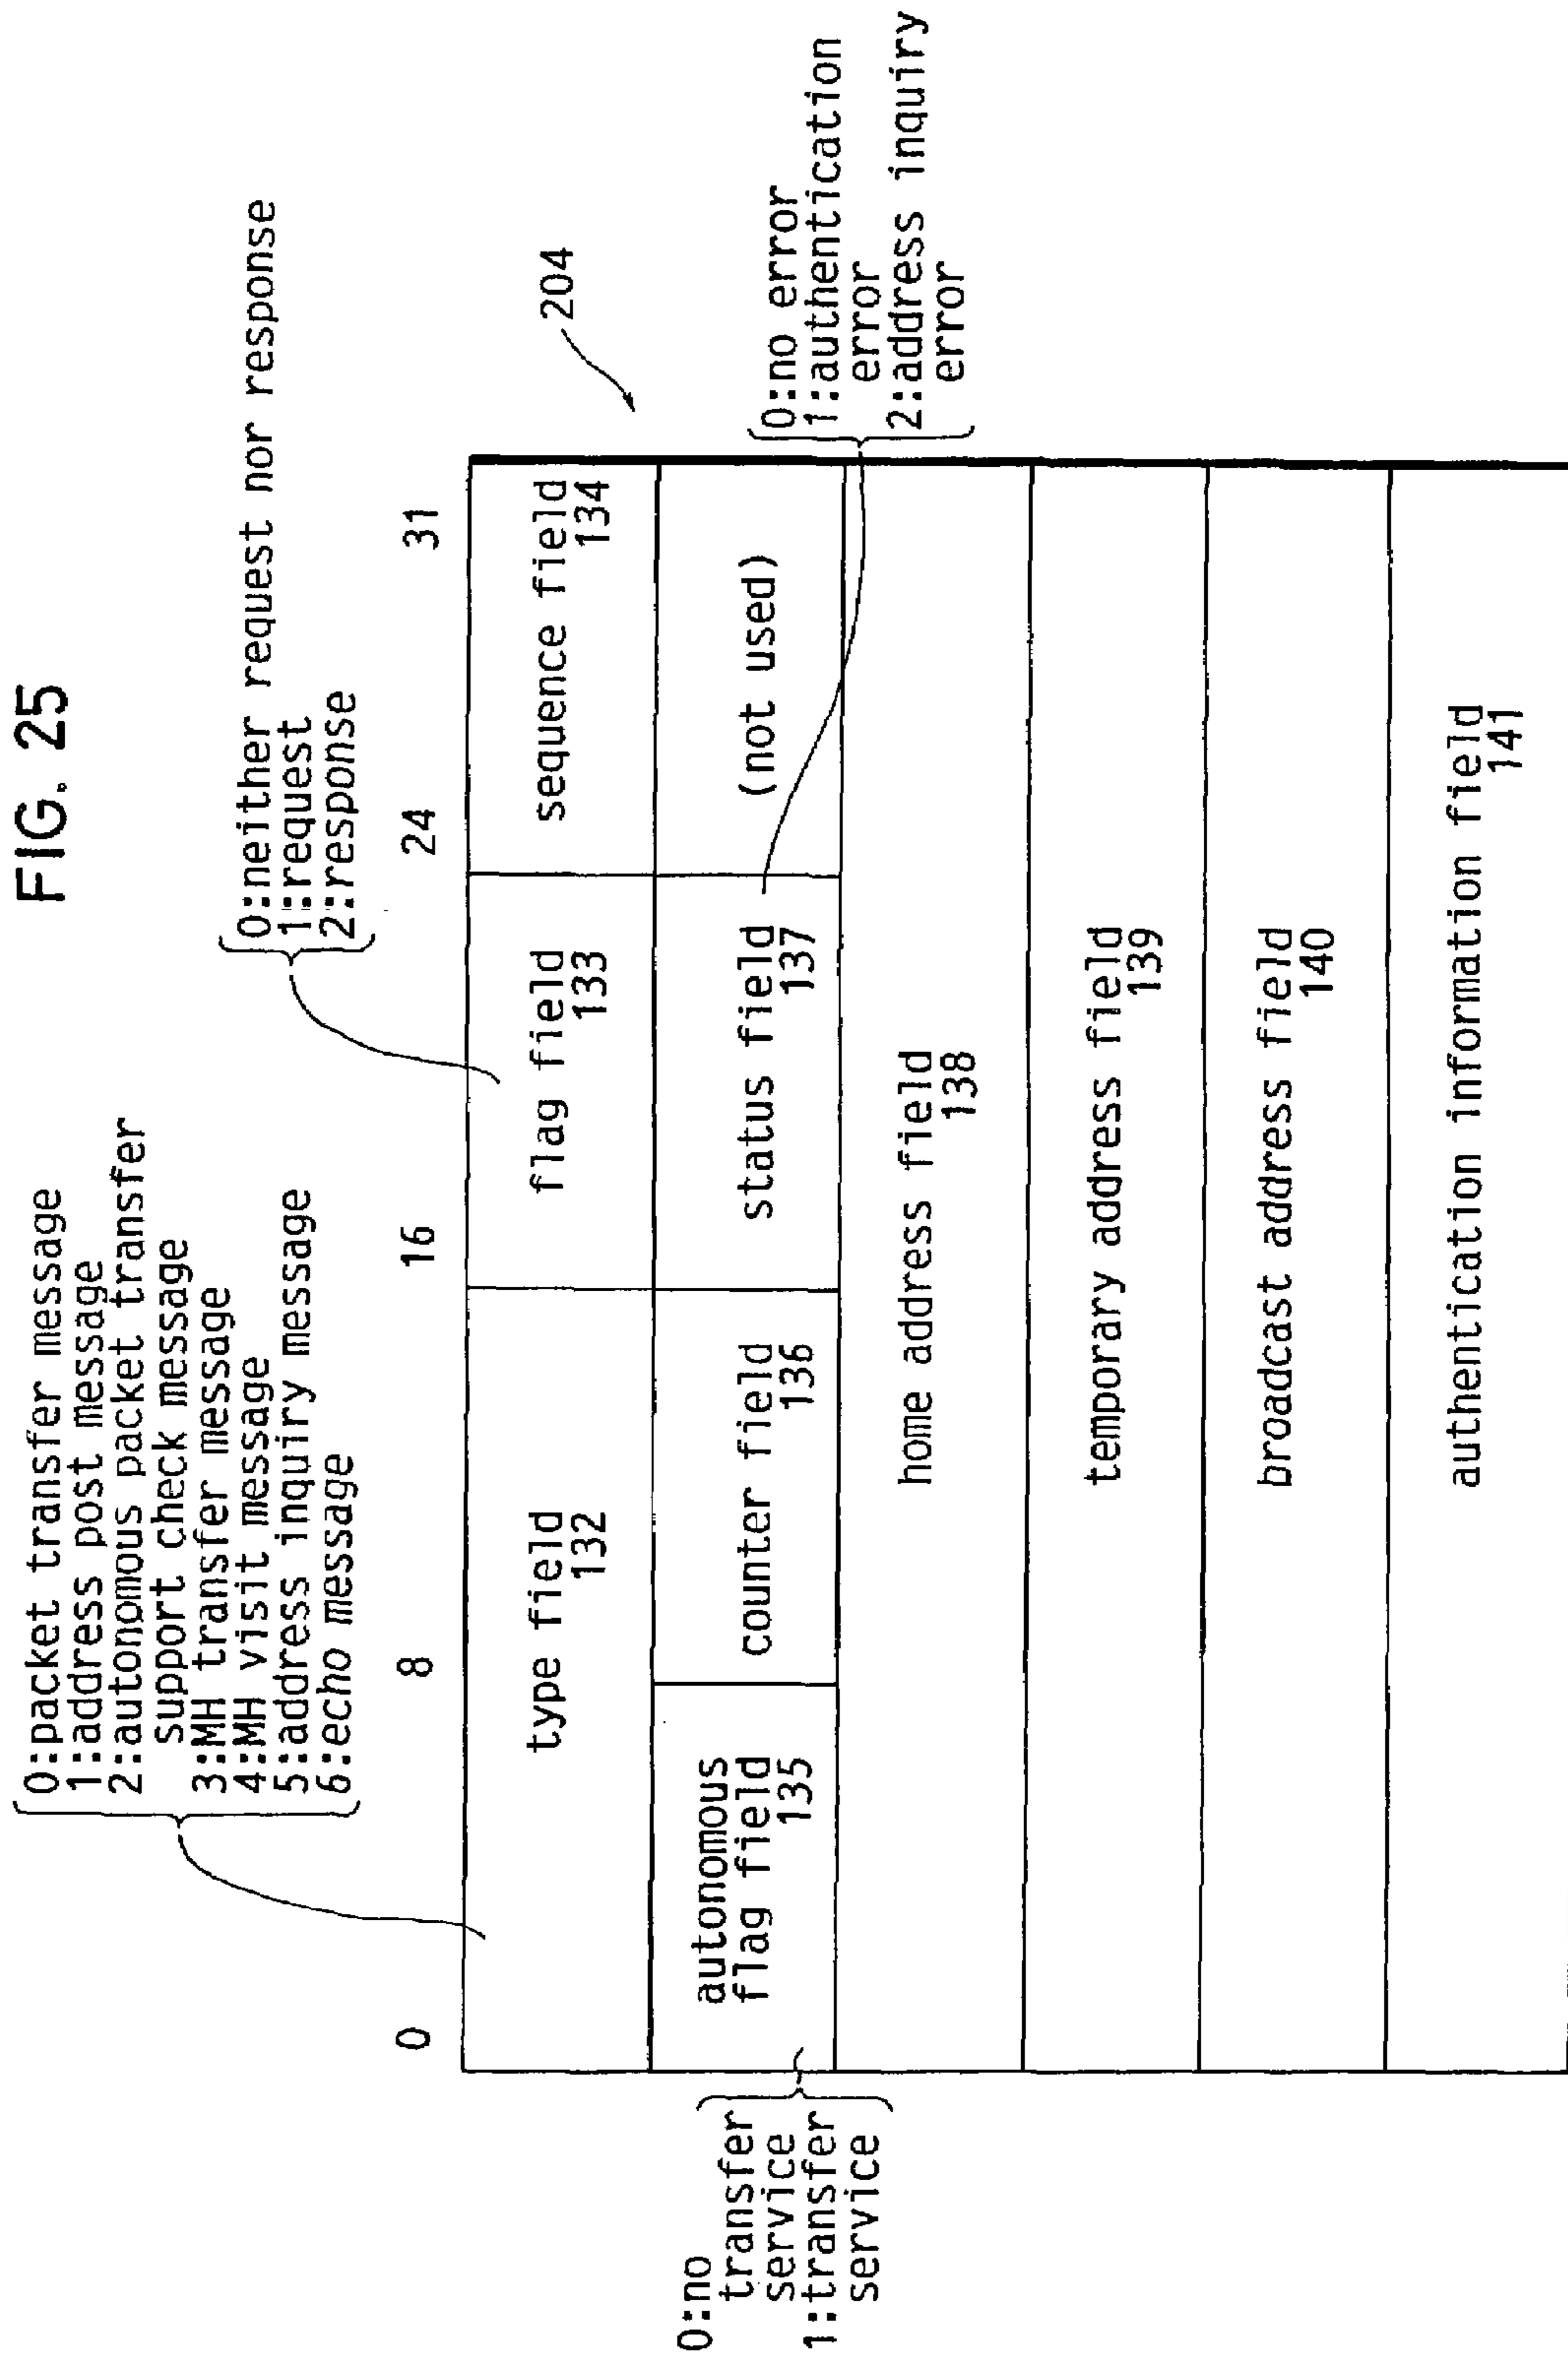 FIG. 25
0:packet transfer message
1:address post message
2:autonomous packet transfer
support check message
3:MH transfer message
4:MH visit message
5:address inquiry message
6:echo message
0:neither request nor response
1:request
2:response
0 8 16 24 31
204
type field
132
flag field
133
sequence field
134
0:no
transfer
service
1:transfer
service
autonomous
flag field
135
counter field
136
status field
137
(not used)
0:no error
1:authentication
error
2:address inquiry
error
home address field
138
temporary address field
139
broadcast address field
140
authentication information field
141